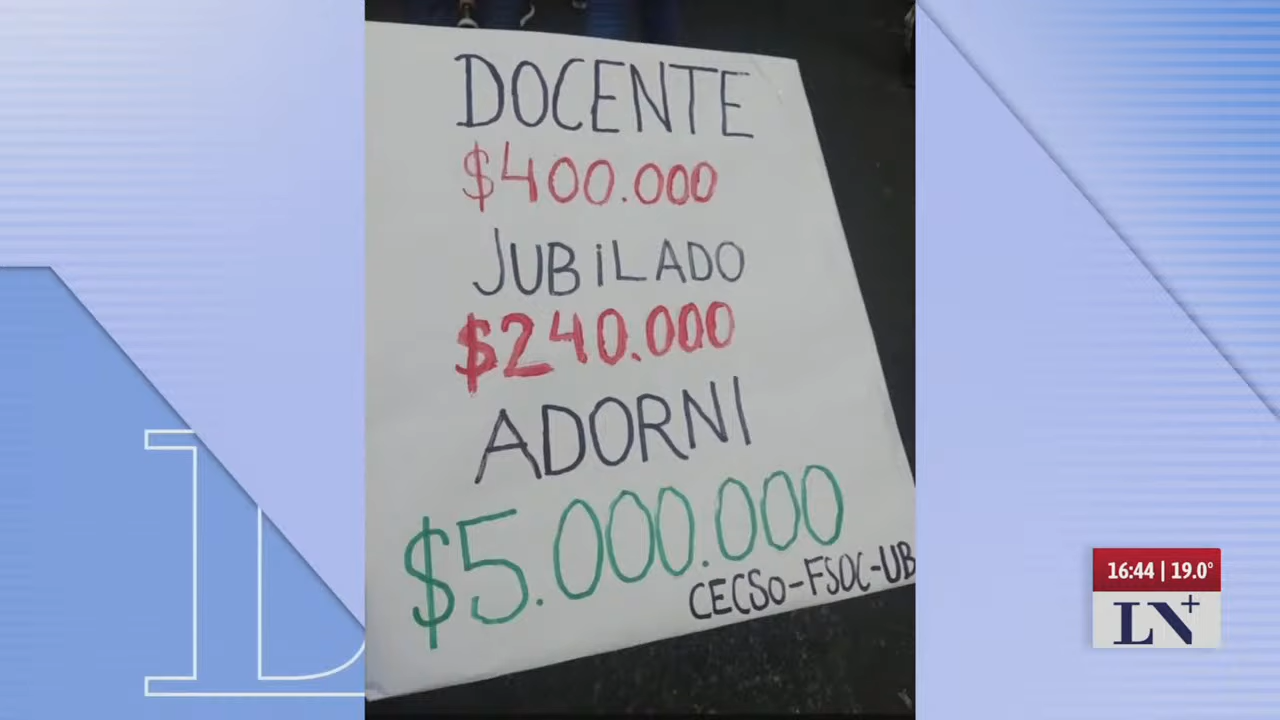 DOCENTE
$400.000
JUBiLADO
$240.000
ADORNI
$5.000.000
CECSo-FSOC-UB
16:44 | 19.0°
LN+